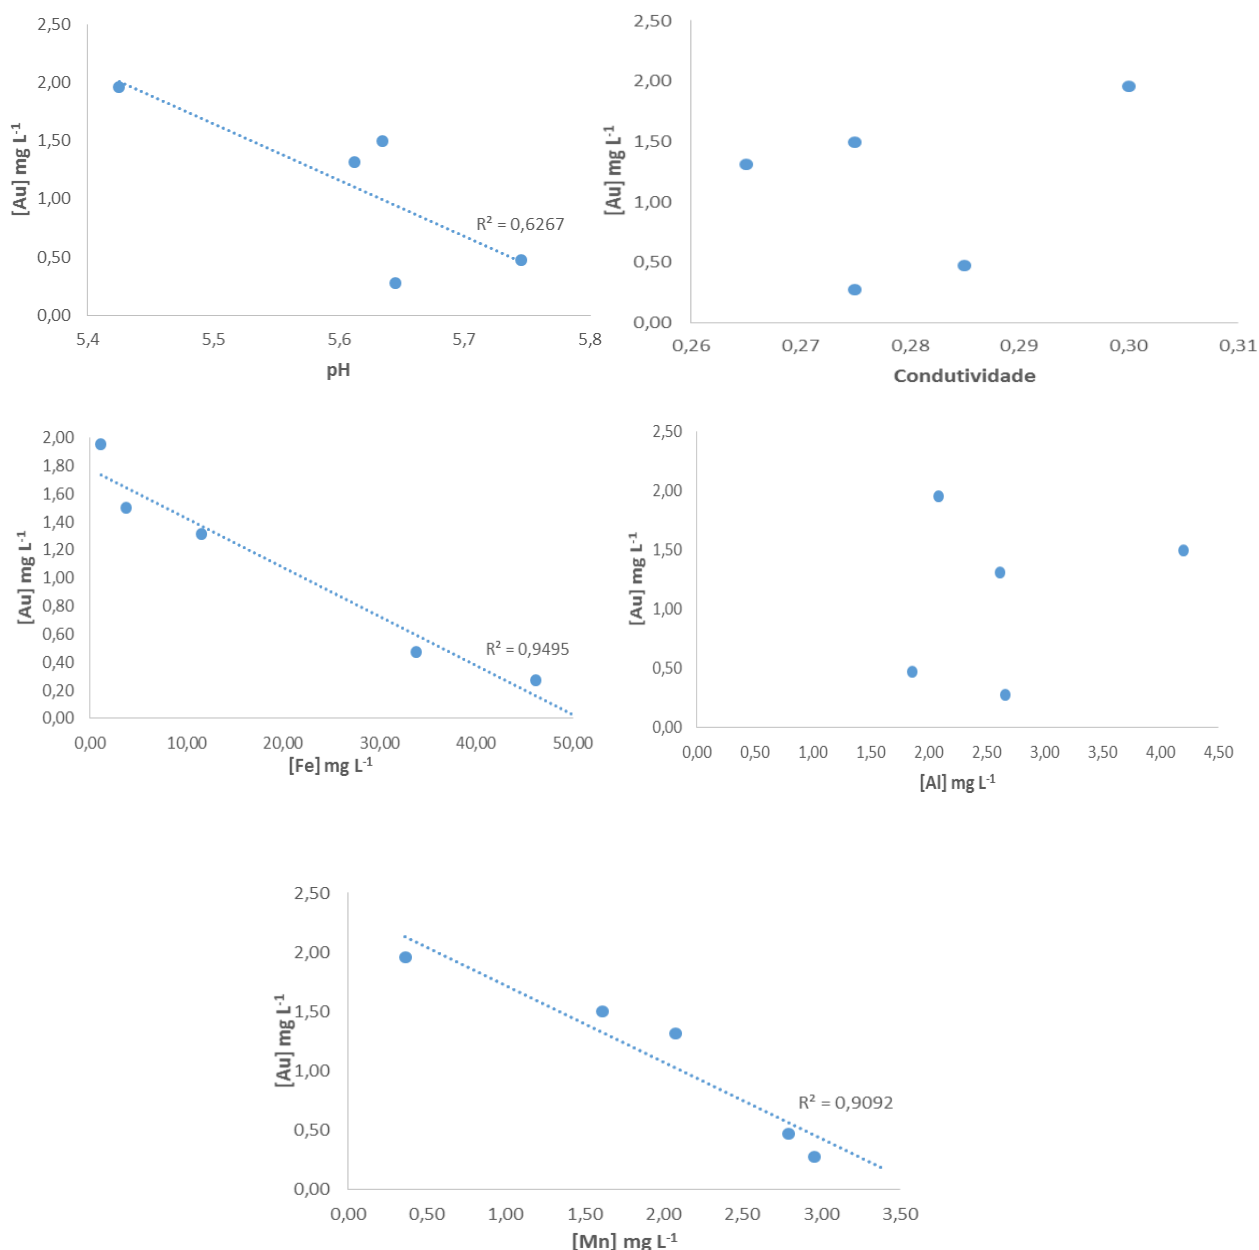 2,50
2,00
1,50
1,00
0,50
0,00
[Au] mg L-1
R² = 0,6267
5,4 5,5 5,6 5,7 5,8
pH
2,50
2,00
1,50
1,00
0,50
0,00
[Au] mg L-1
0,26 0,27 0,28 0,29 0,30 0,31
Condutividade
2,00
1,80
1,60
1,40
1,20
1,00
0,80
0,60
0,40
0,20
0,00
[Au] mg L-1
R² = 0,9495
0,00 10,00 20,00 30,00 40,00 50,00
[Fe] mg L-1
2,50
2,00
1,50
1,00
0,50
0,00
[Au] mg L-1
0,00 0,50 1,00 1,50 2,00 2,50 3,00 3,50 4,00 4,50
[Al] mg L-1
2,50
2,00
1,50
1,00
0,50
0,00
[Au] mg L-1
R² = 0,9092
0,00 0,50 1,00 1,50 2,00 2,50 3,00 3,50
[Mn] mg L-1